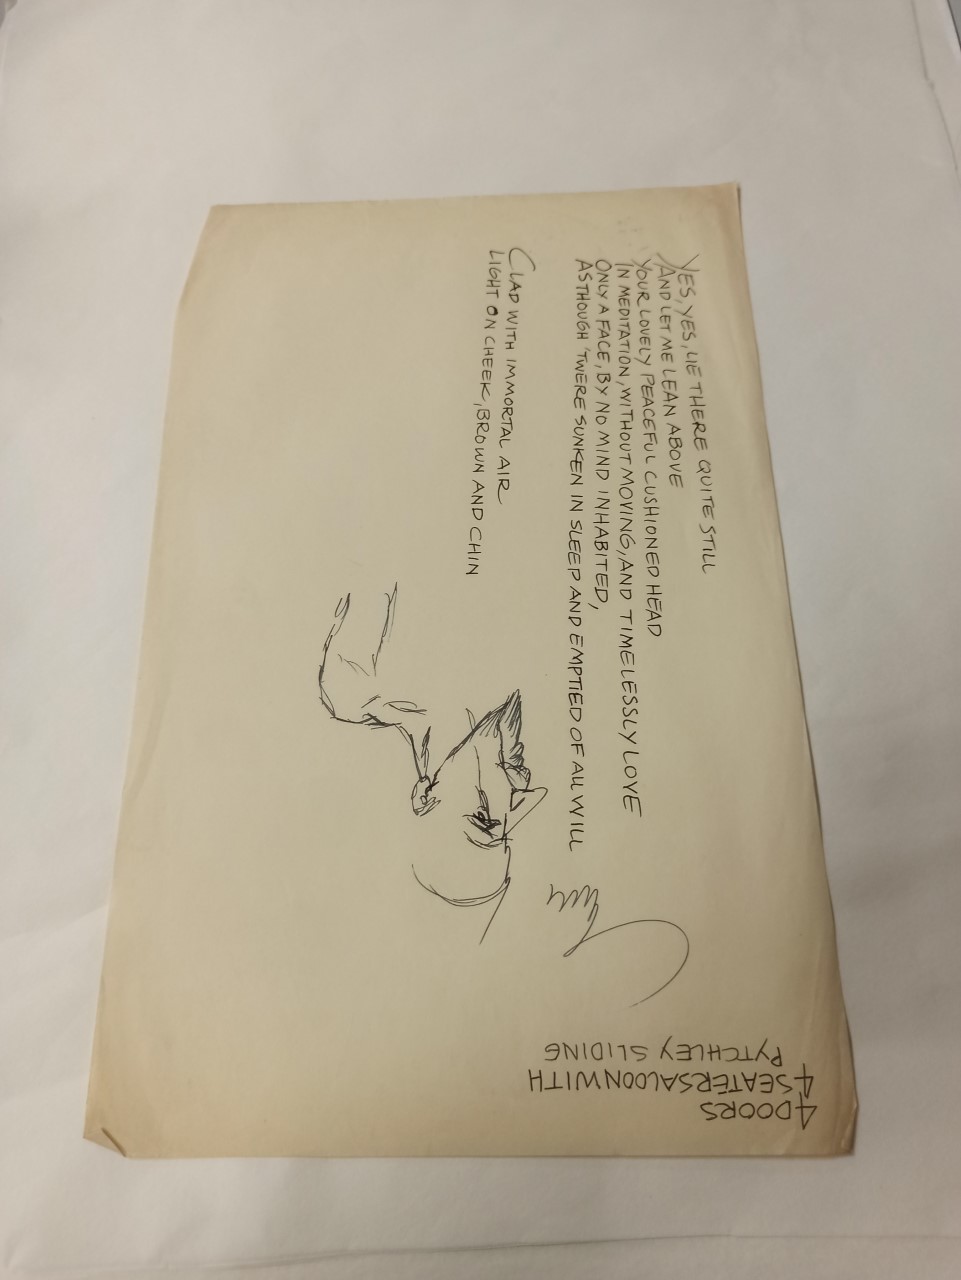 YES, YES, LIE THERE QUITE STILL
AND LET ME LEAN ABOVE
YOUR LOVELY PEACEFUL CUSHIONED HEAD
IN MEDITATION, WITHOUT MOVING, AND TIMELESSLY LOVE
ONLY A FACE, BY NO MIND INHABITED,
AS THOUGH 'TWERE SUNKEN IN SLEEP AND EMPTIED OF ALL WILL
CLAD WITH IMMORTAL AIR
LIGHT ON CHEEK, BROWN AND CHIN
4 DOORS
4 SEATER SALOON WITH
PYTCHLEY SLIDING